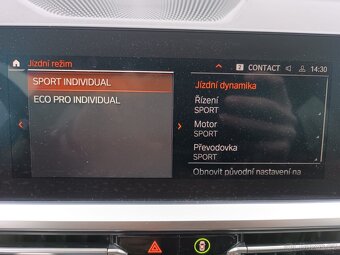 Jízdní režim
2 CONTACT 14:30
SPORT INDIVIDUAL
ECO PRO INDIVIDUAL
Jízdní dynamika
Řízení
SPORT
Motor
SPORT
Převodovka
SPORT
Obnovit původní nastavení na